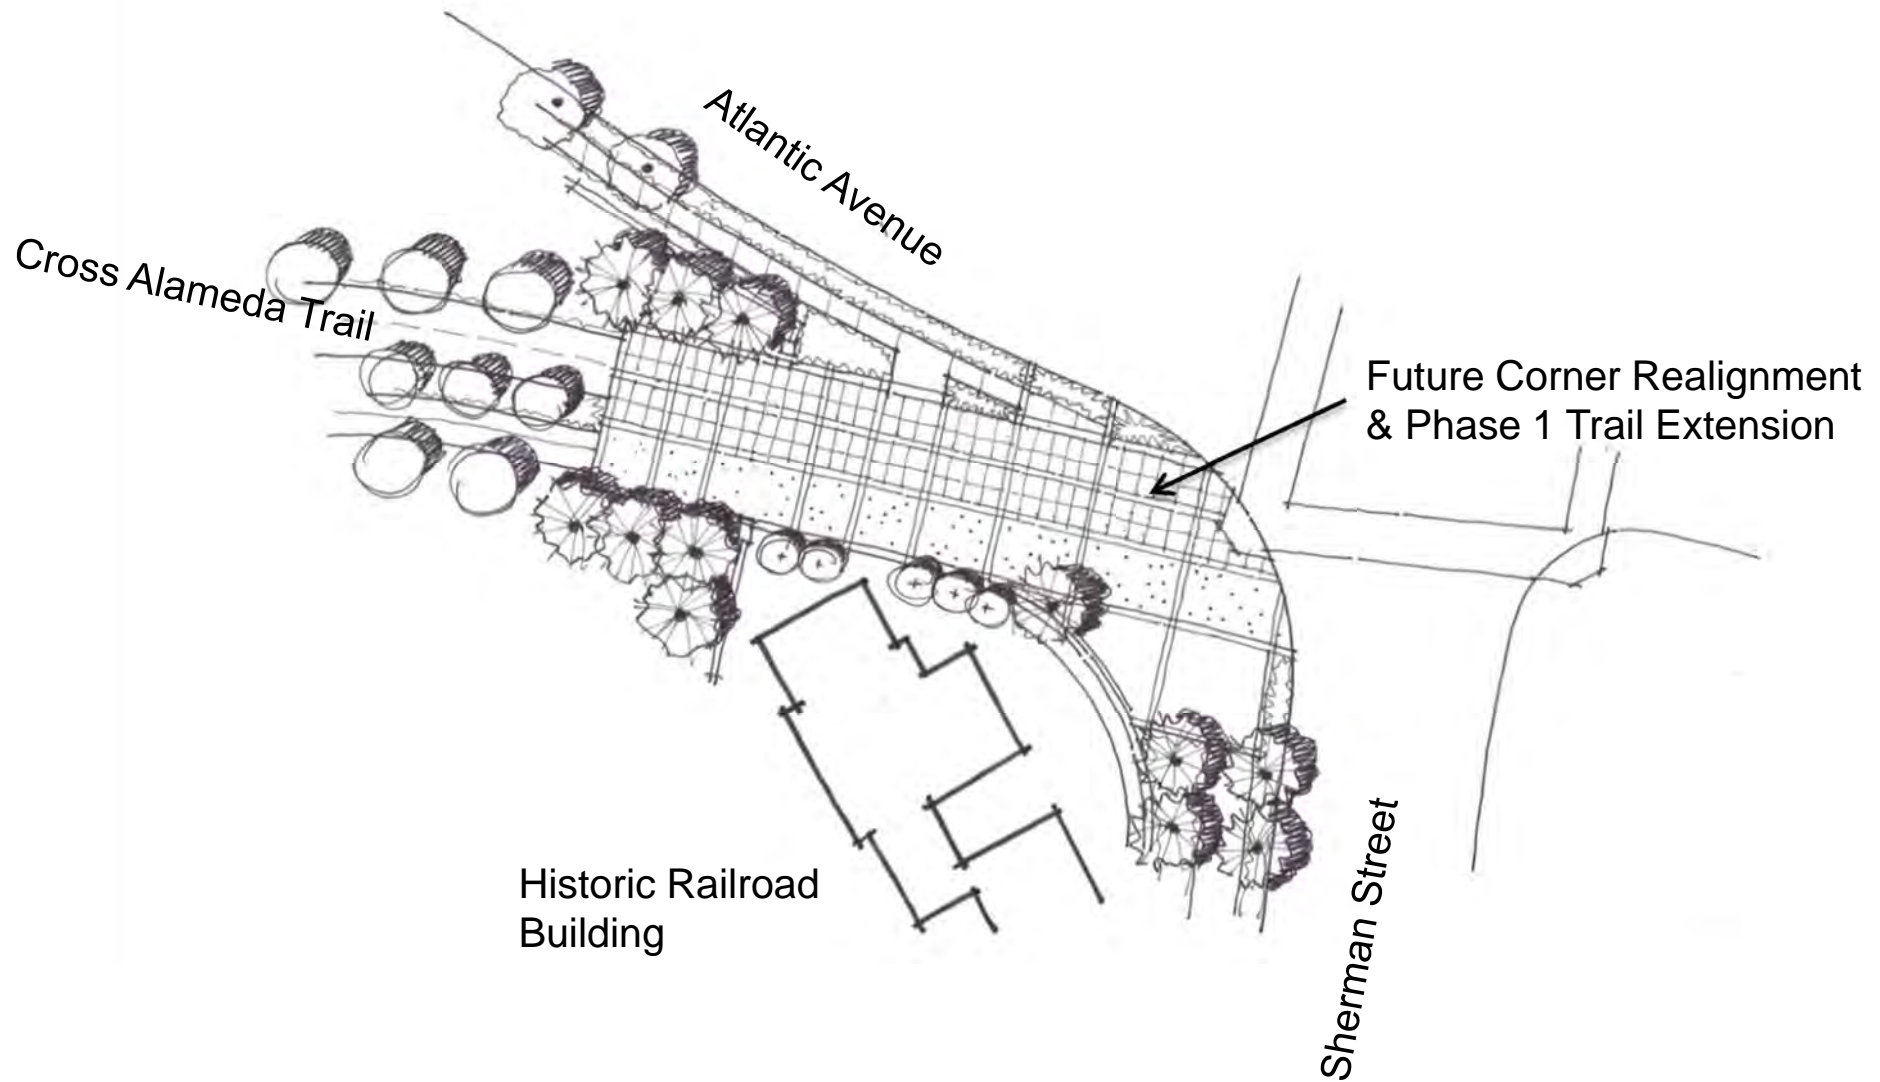 Atlantic Avenue
Cross Alameda Trail
Future Corner Realignment
& Phase 1 Trail Extension
Historic Railroad
Building
Sherman Street